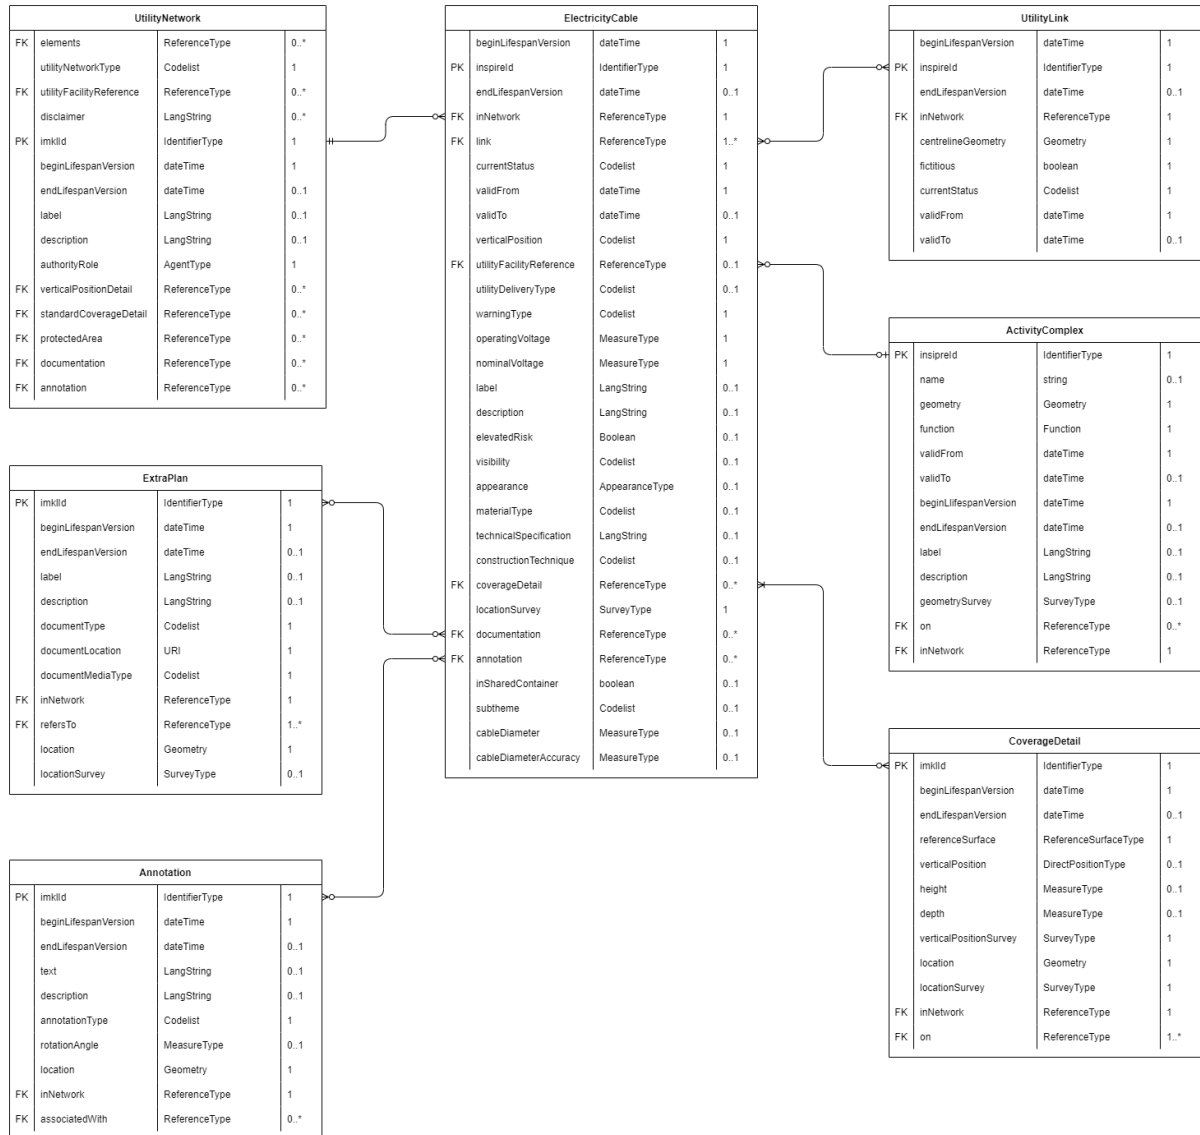 UtilityNetwork
FK elements ReferenceType 0..*
utilityNetworkType Codelist 1
FK utilityFacilityReference ReferenceType 0..*
disclaimer LangString 0..*
PK imklId IdentifierType 1
beginLifespanVersion dateTime 1
endLifespanVersion dateTime 0..1
label LangString 0..1
description LangString 0..1
authorityRole AgentType 1
FK verticalPositionDetail ReferenceType 0..*
FK standardCoverageDetail ReferenceType 0..*
FK protectedArea ReferenceType 0..*
FK documentation ReferenceType 0..*
FK annotation ReferenceType 0..*
ExtraPlan
PK imklId IdentifierType 1
beginLifespanVersion dateTime 1
endLifespanVersion dateTime 0..1
label LangString 0..1
description LangString 0..1
documentType Codelist 1
documentLocation URI 1
documentMediaType Codelist 1
FK inNetwork ReferenceType 1
FK refersTo ReferenceType 1..*
location Geometry 1
locationSurvey SurveyType 0..1
Annotation
PK imklId IdentifierType 1
beginLifespanVersion dateTime 1
endLifespanVersion dateTime 0..1
text LangString 0..1
description LangString 0..1
annotationType Codelist 1
rotationAngle MeasureType 0..1
location Geometry 1
FK inNetwork ReferenceType 1
FK associatedWith ReferenceType 0..*
ElectricityCable
beginLifespanVersion dateTime 1
PK inspireId IdentifierType 1
endLifespanVersion dateTime 0..1
FK inNetwork ReferenceType 1
FK link ReferenceType 1..*
currentStatus Codelist 1
validFrom dateTime 1
validTo dateTime 0..1
verticalPosition Codelist 1
FK utilityFacilityReference ReferenceType 0..1
utilityDeliveryType Codelist 0..1
warningType Codelist 1
operatingVoltage MeasureType 1
nominalVoltage MeasureType 1
label LangString 0..1
description LangString 0..1
elevatedRisk Boolean 0..1
visibility Codelist 0..1
appearance AppearanceType 0..1
materialType Codelist 0..1
technicalSpecification LangString 0..1
constructionTechnique Codelist 0..1
FK coverageDetail ReferenceType 0..*
locationSurvey SurveyType 1
FK documentation ReferenceType 0..*
FK annotation ReferenceType 0..*
inSharedContainer boolean 0..1
subtheme Codelist 0..1
cableDiameter MeasureType 0..1
cableDiameterAccuracy MeasureType 0..1
UtilityLink
beginLifespanVersion dateTime 1
PK inspireId IdentifierType 1
endLifespanVersion dateTime 0..1
FK inNetwork ReferenceType 1
centrelineGeometry Geometry 1
fictitious boolean 1
currentStatus Codelist 1
validFrom dateTime 1
validTo dateTime 0..1
ActivityComplex
PK insipreId IdentifierType 1
name string 0..1
geometry Geometry 1
function Function 1
validFrom dateTime 1
validTo dateTime 0..1
beginLlifespanVersion dateTime 1
endLifespanVersion dateTime 0..1
label LangString 0..1
description LangString 0..1
geometrySurvey SurveyType 0..1
FK on ReferenceType 0..*
FK inNetwork ReferenceType 1
CoverageDetail
PK imklId IdentifierType 1
beginLifespanVersion dateTime 1
endLifespanVersion dateTime 0..1
referenceSurface ReferenceSurfaceType 1
verticalPosition DirectPositionType 0..1
height MeasureType 0..1
depth MeasureType 0..1
verticalPositionSurvey SurveyType 1
location Geometry 1
locationSurvey SurveyType 1
FK inNetwork ReferenceType 1
FK on ReferenceType 1..*